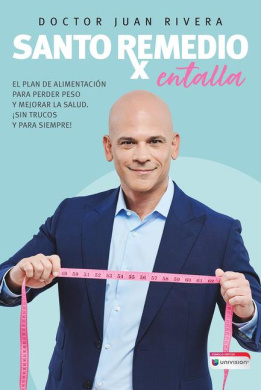 DOCTOR JUAN RIVERA
SANTO REMEDIO
Rx entalla
EL PLAN DE ALIMENTACIÓN
PARA PERDER PESO
Y MEJORAR LA SALUD.
¡SIN TRUCOS
Y PARA SIEMPRE!
UNIVISION